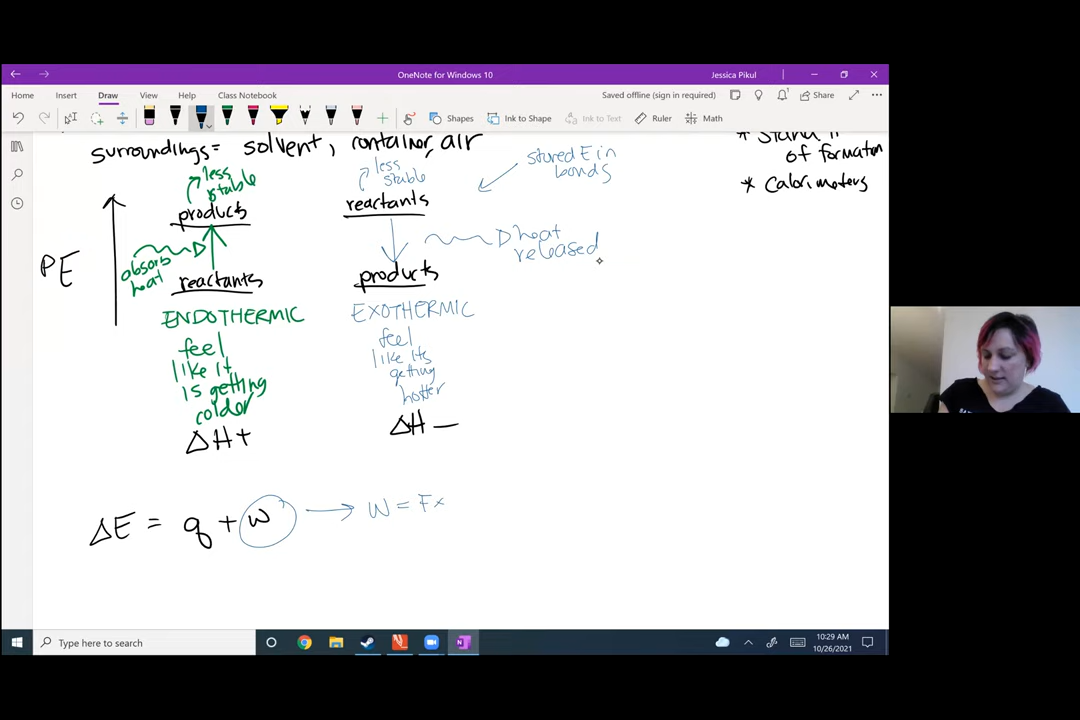 OneNote for Windows 10
Jessica Pikul
Home
Insert
Draw
View
Help
Class Notebook
Saved offline (sign in required)
Share
Shapes
Ink to Shape
Ink to Text
Ruler
Math
surroundings= solvent, container, air
of formation
* Calorimeters
less
stable
products
absorb
heat
reactants
ENDOTHERMIC
feel
like it
is getting
colder
ΔH+
PE
less
stable
reactants
stored E in
bonds
heat
released
products
EXOTHERMIC
feel
like its
getting
hotter
ΔH –
ΔE = q + w → W = Fx
Type here to search
10:29 AM
10/26/2021